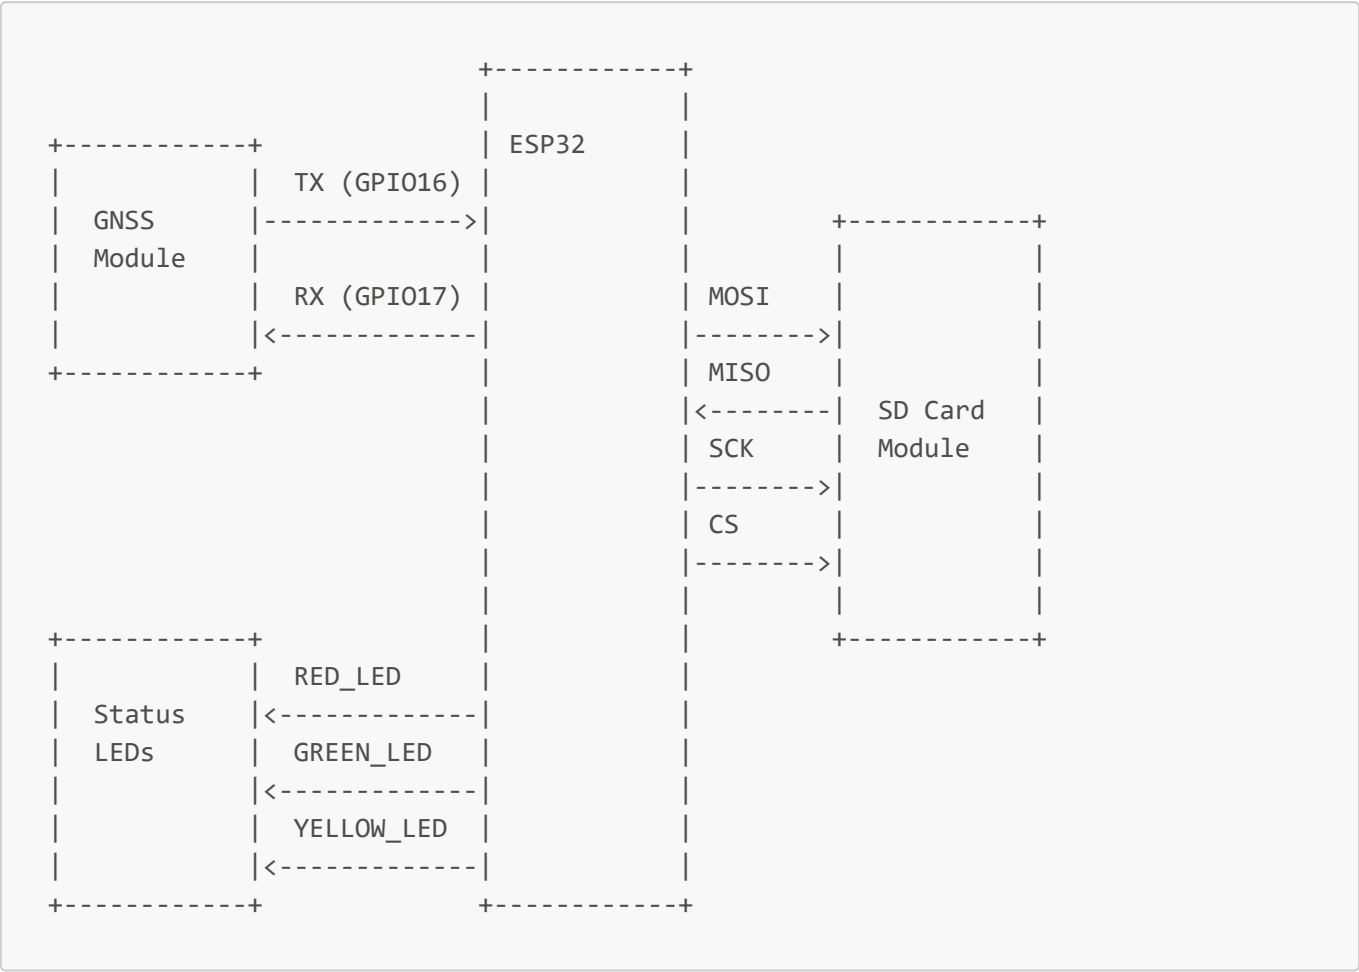 ESP32
TX (GPIO16)
GNSS
Module
RX (GPIO17)
MOSI
MISO
SD Card
Module
SCK
CS
RED_LED
Status
LEDs
GREEN_LED
YELLOW_LED